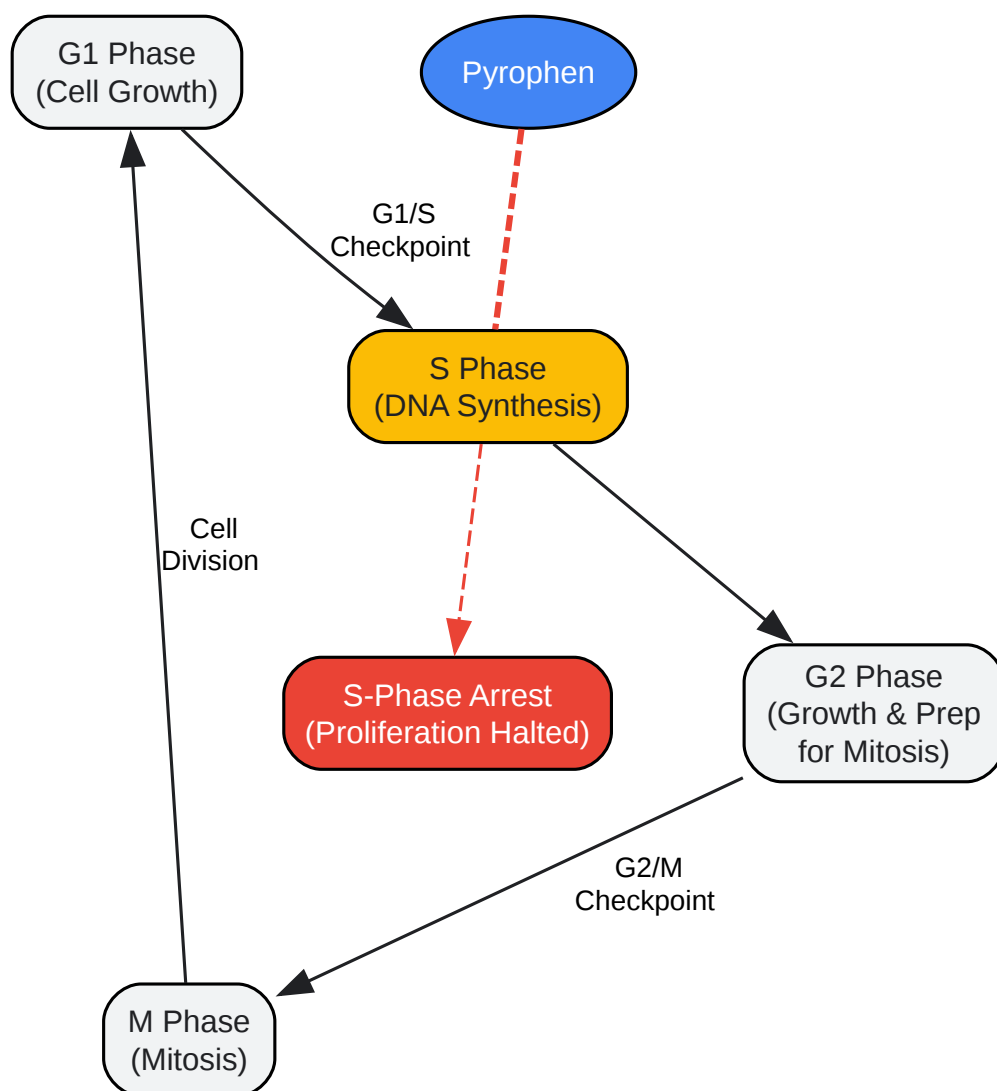 G1 Phase
(Cell Growth)
Pyrophen
G1/S
Checkpoint
S Phase
(DNA Synthesis)
Cell
Division
S-Phase Arrest
(Proliferation Halted)
G2 Phase
(Growth & Prep
for Mitosis)
G2/M
Checkpoint
M Phase
(Mitosis)